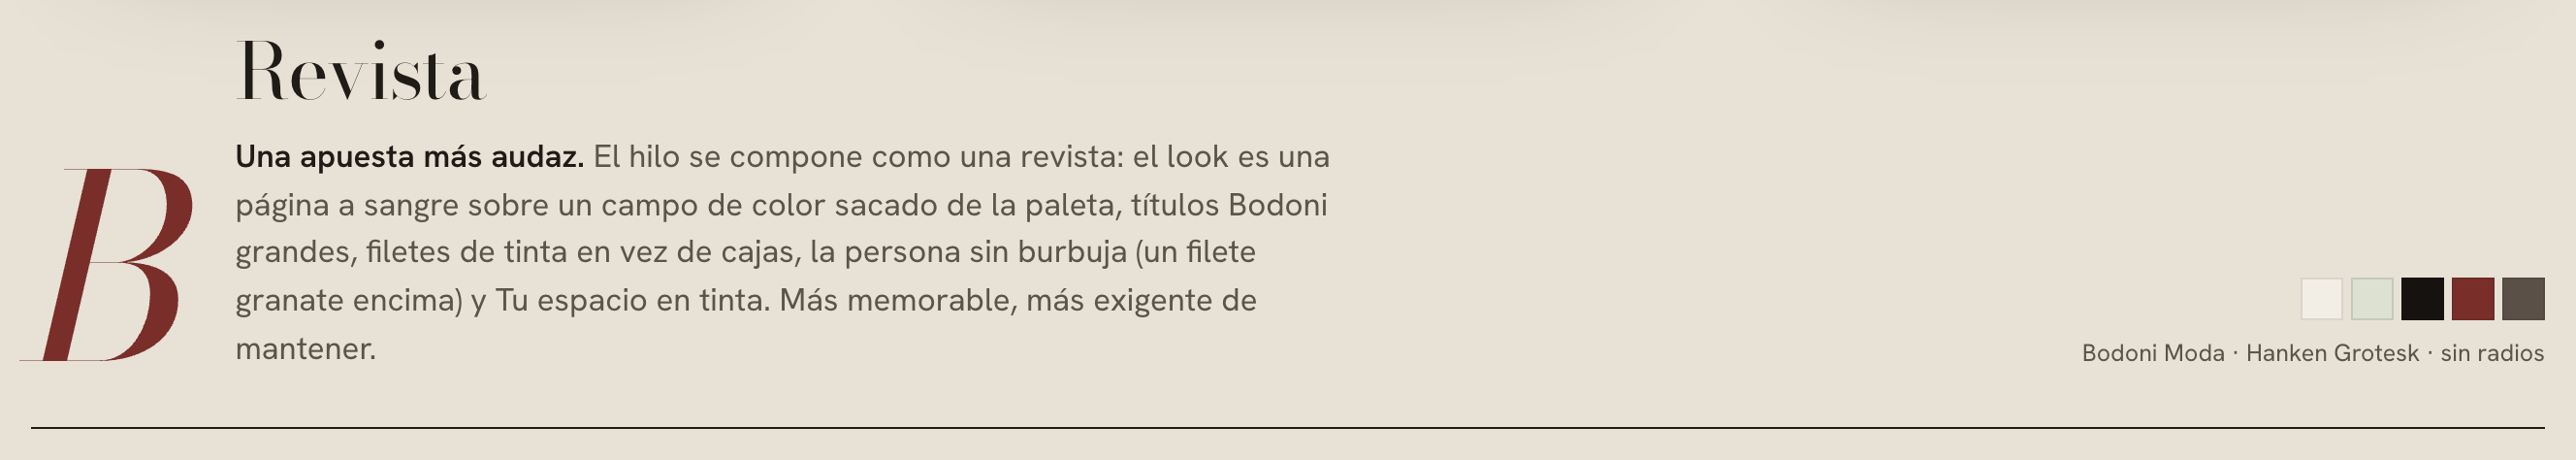 Revista
B
Una apuesta más audaz. El hilo se compone como una revista: el look es una
página a sangre sobre un campo de color sacado de la paleta, títulos Bodoni
grandes, filetes de tinta en vez de cajas, la persona sin burbuja (un filete
granate encima) y Tu espacio en tinta. Más memorable, más exigente de
mantener.
Bodoni Moda · Hanken Grotesk · sin radios